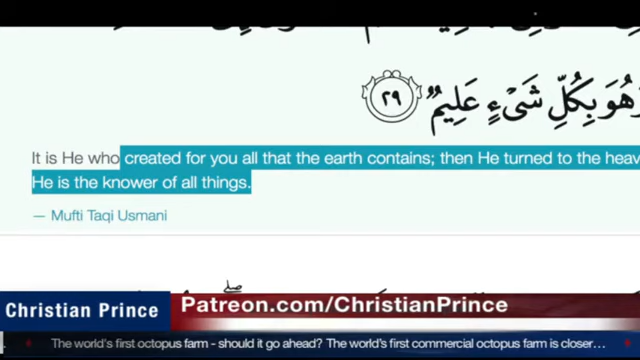 وَهُوَ بِكُلِّ شَىْءٍ عَلِيمٌ ٢٩
It is He who created for you all that the earth contains; then He turned to the heav
He is the knower of all things.
— Mufti Taqi Usmani
Christian Prince
Patreon.com/ChristianPrince
The world's first octopus farm - should it go ahead? The world's first commercial octopus farm is closer…